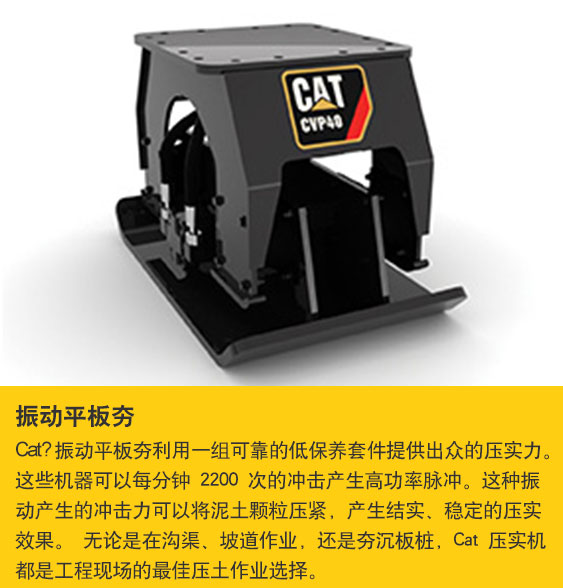 CAT
CVP40
振动平板夯
Cat?振动平板夯利用一组可靠的低保养套件提供出众的压实力。
这些机器可以每分钟 2200 次的冲击产生高功率脉冲。这种振
动产生的冲击力可以将泥土颗粒压紧，产生结实、稳定的压实
效果。 无论是在沟渠、坡道作业，还是夯沉板桩，Cat 压实机
都是工程现场的最佳压土作业选择。